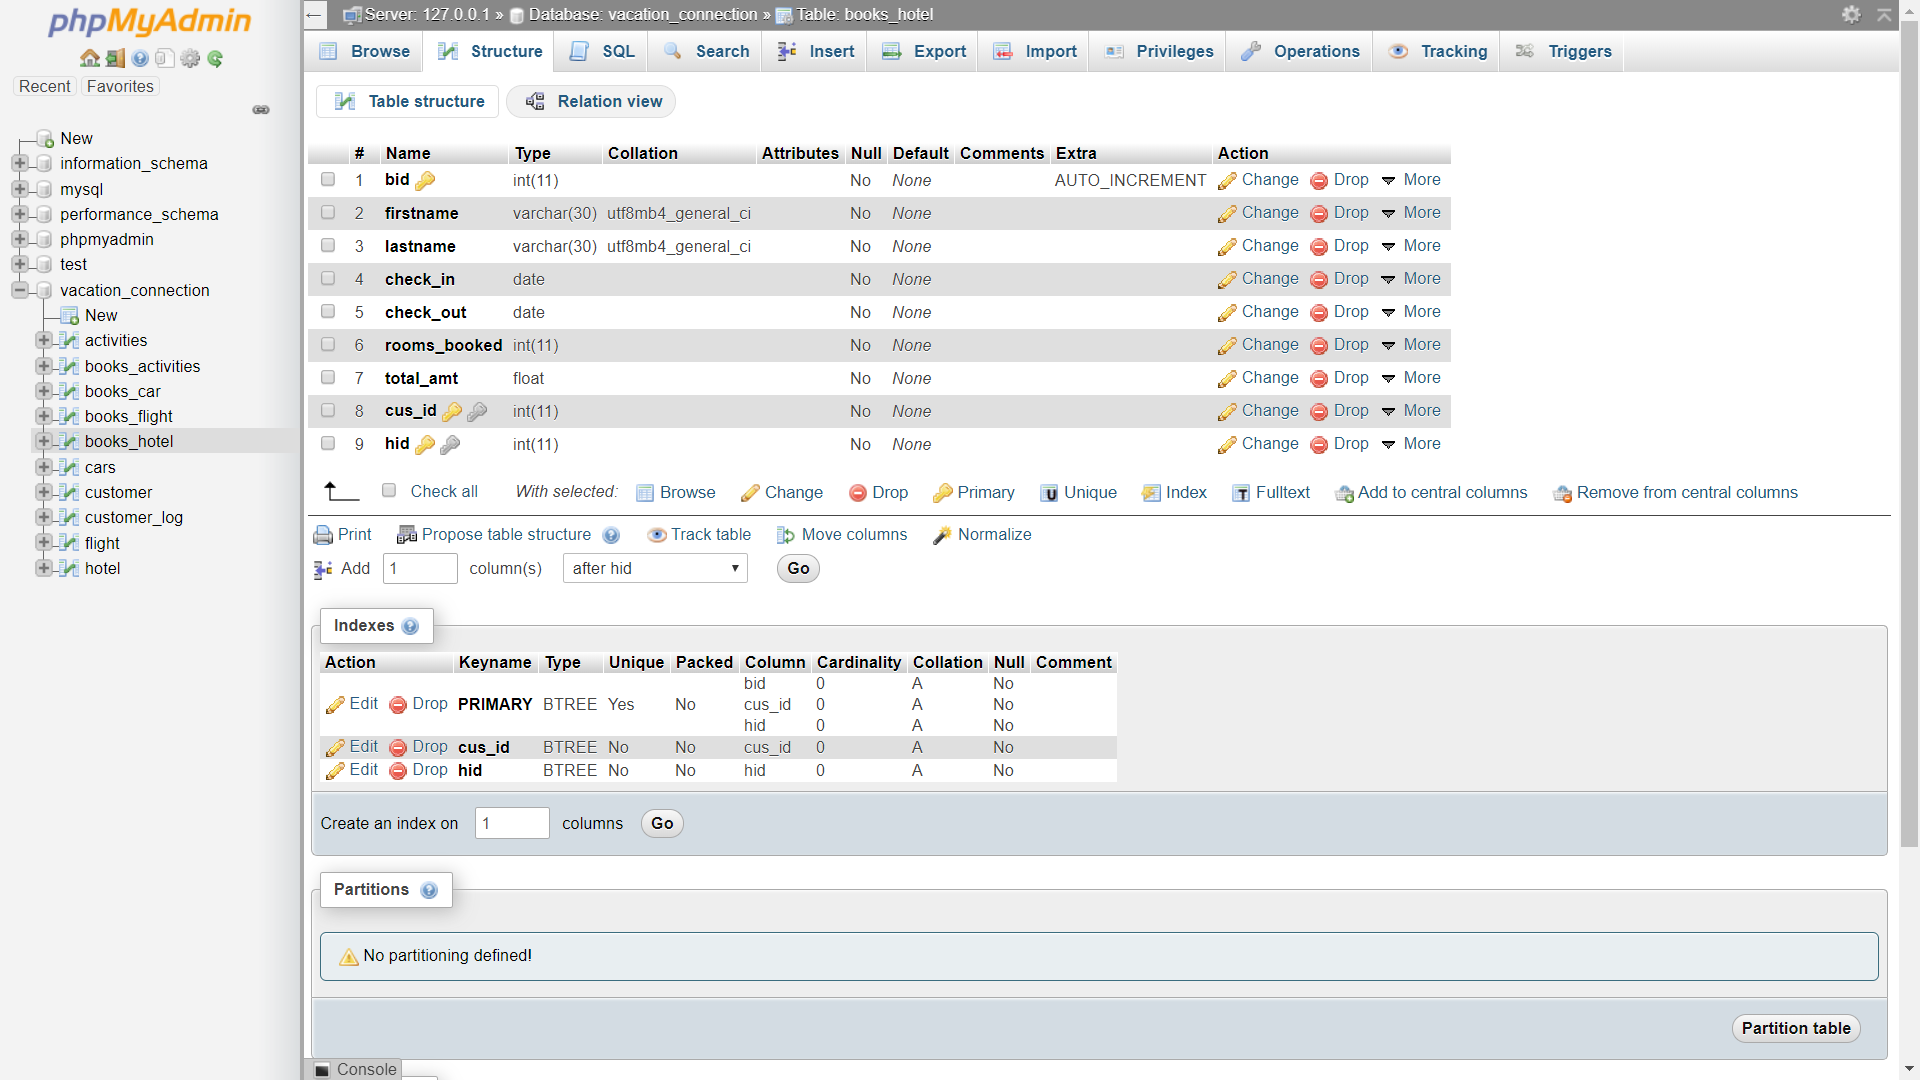 phpMyAdmin
Recent Favorites
New
information_schema
mysql
performance_schema
phpmyadmin
test
vacation_connection
New
activities
books_activities
books_car
books_flight
books_hotel
cars
customer
customer_log
flight
hotel
Server: 127.0.0.1 » Database: vacation_connection » Table: books_hotel
Browse Structure SQL Search Insert Export Import Privileges Operations Tracking Triggers
Table structure Relation view
# Name Type Collation Attributes Null Default Comments Extra Action
1 bid int(11) No None AUTO_INCREMENT Change Drop More
2 firstname varchar(30) utf8mb4_general_ci No None Change Drop More
3 lastname varchar(30) utf8mb4_general_ci No None Change Drop More
4 check_in date No None Change Drop More
5 check_out date No None Change Drop More
6 rooms_booked int(11) No None Change Drop More
7 total_amt float No None Change Drop More
8 cus_id int(11) No None Change Drop More
9 hid int(11) No None Change Drop More
Check all With selected: Browse Change Drop Primary Unique Index Fulltext Add to central columns Remove from central columns
Print Propose table structure Track table Move columns Normalize
Add 1 column(s) after hid Go
Indexes
Action Keyname Type Unique Packed Column Cardinality Collation Null Comment
bid 0 A No
Edit Drop PRIMARY BTREE Yes No cus_id 0 A No
hid 0 A No
Edit Drop cus_id BTREE No No cus_id 0 A No
Edit Drop hid BTREE No No hid 0 A No
Create an index on 1 columns Go
Partitions
No partitioning defined!
Partition table
Console